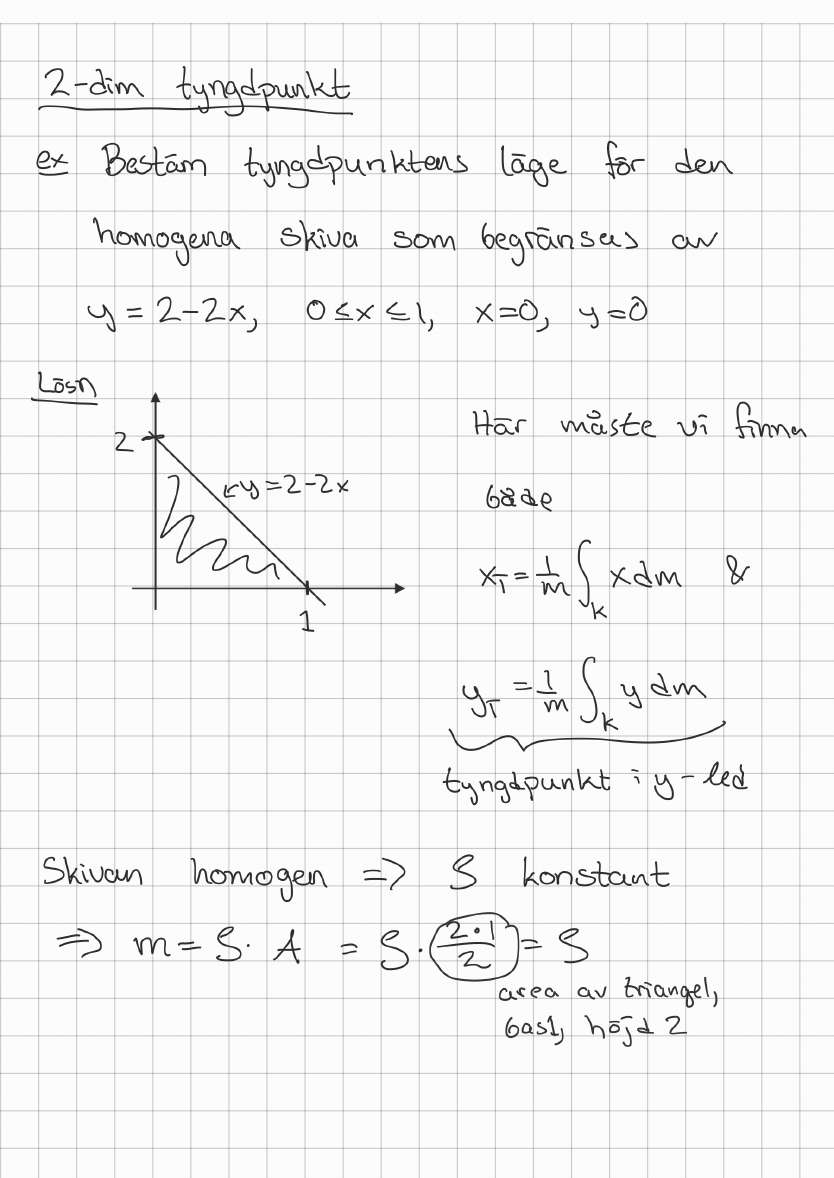 2-dim tyngdpunkt
ex Bestäm tyngdpunktens läge för den
homogena skiva som begränsas av
y = 2-2x, 0 ≤ x ≤ 1, x=0, y=0
Lösn
2
y = 2-2x
1
Här måste vi finna
både
x_T = 1/m ∫_K x dm &
y_T = 1/m ∫_K y dm
tyngdpunkt i y-led
Skivan homogen => ρ konstant
=> m = ρ · A = ρ · (2·1)/2 = ρ
area av triangel,
bas 1, höjd 2